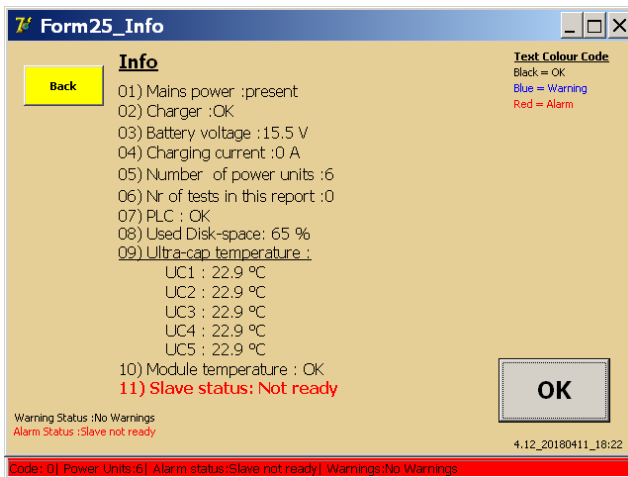 Form25_Info
Back
Info
01) Mains power :present
02) Charger :OK
03) Battery voltage :15.5 V
04) Charging current :0 A
05) Number of power units :6
06) Nr of tests in this report :0
07) PLC : OK
08) Used Disk-space: 65 %
09) Ultra-cap temperature :
UC1 : 22.9 ºC
UC2 : 22.9 ºC
UC3 : 22.9 ºC
UC4 : 22.9 ºC
UC5 : 22.9 ºC
10) Module temperature : OK
11) Slave status: Not ready
Text Colour Code
Black = OK
Blue = Warning
Red = Alarm
OK
Warning Status :No Warnings
Alarm Status :Slave not ready
4.12_20180411_18:22
Code: 0| Power Units:6| Alarm status:Slave not ready| Warnings:No Warnings